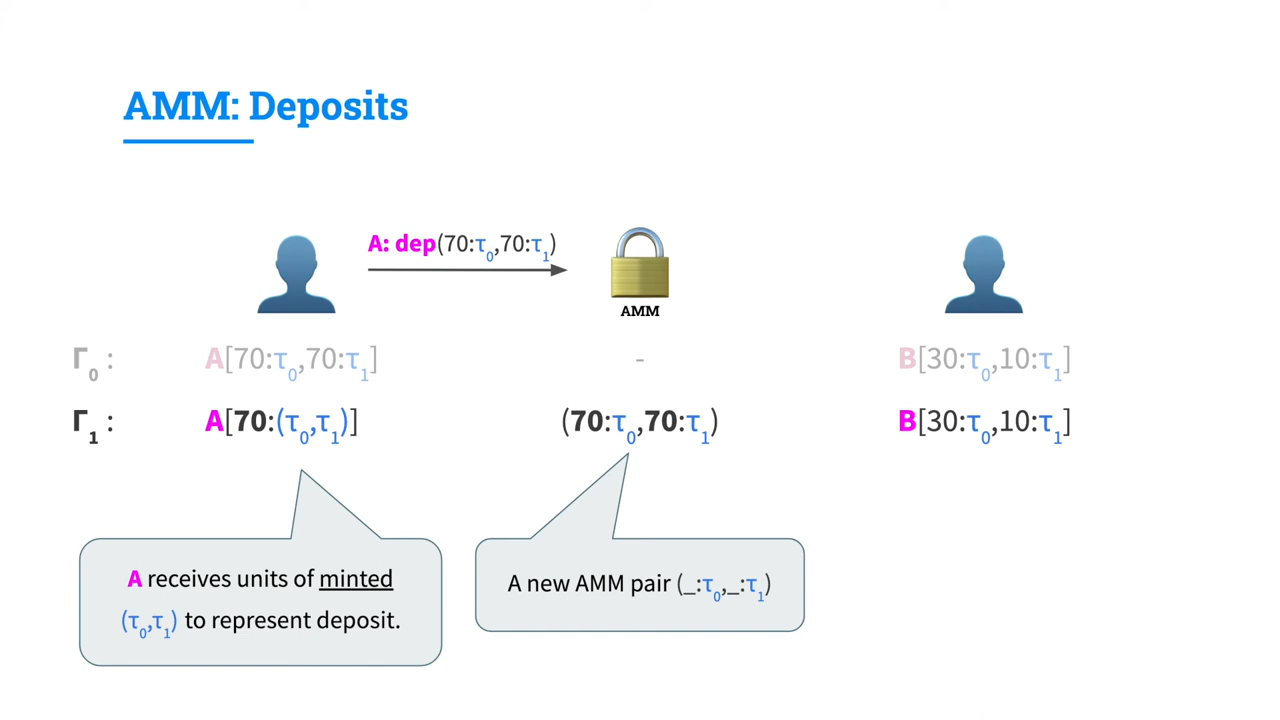 AMM: Deposits
A: dep(70:τ₀,70:τ₁)
AMM
Γ₀ : A[70:τ₀,70:τ₁] - B[30:τ₀,10:τ₁]
Γ₁ : A[70:(τ₀,τ₁)] (70:τ₀,70:τ₁) B[30:τ₀,10:τ₁]
A receives units of minted
(τ₀,τ₁) to represent deposit.
A new AMM pair (_:τ₀,_:τ₁)